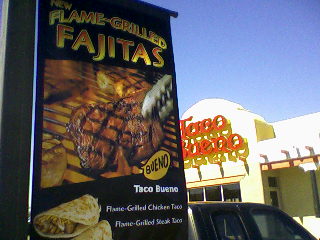 NEW
FLAME-GRILLED
FAJITAS
BUENO
Taco Bueno
Flame-Grilled Chicken Taco
Flame-Grilled Steak Taco
Taco
Bueno